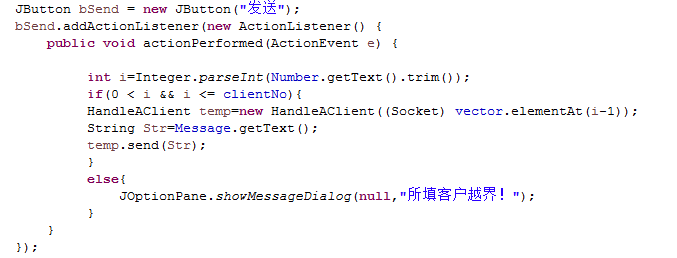 JButton bSend = new JButton("发送");
bSend.addActionListener(new ActionListener() {
public void actionPerformed(ActionEvent e) {
int i=Integer.parseInt(Number.getText().trim());
if(0 < i && i <= clientNo){
HandleAClient temp=new HandleAClient((Socket) vector.elementAt(i-1));
String Str=Message.getText();
temp.send(Str);
}
else{
JOptionPane.showMessageDialog(null,"所填客户越界！");
}
}
});